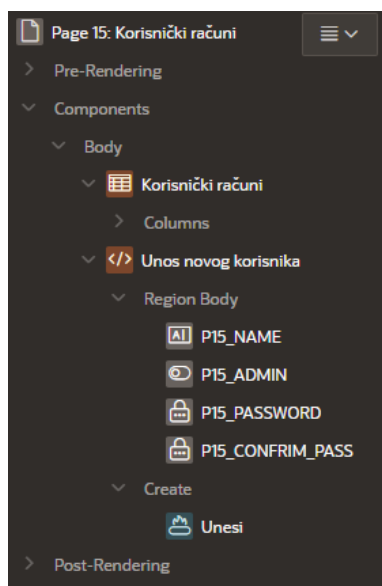 Page 15: Korisnički računi
Pre-Rendering
Components
Body
Korisnički računi
Columns
Unos novog korisnika
Region Body
P15_NAME
P15_ADMIN
P15_PASSWORD
P15_CONFRIM_PASS
Create
Unesi
Post-Rendering